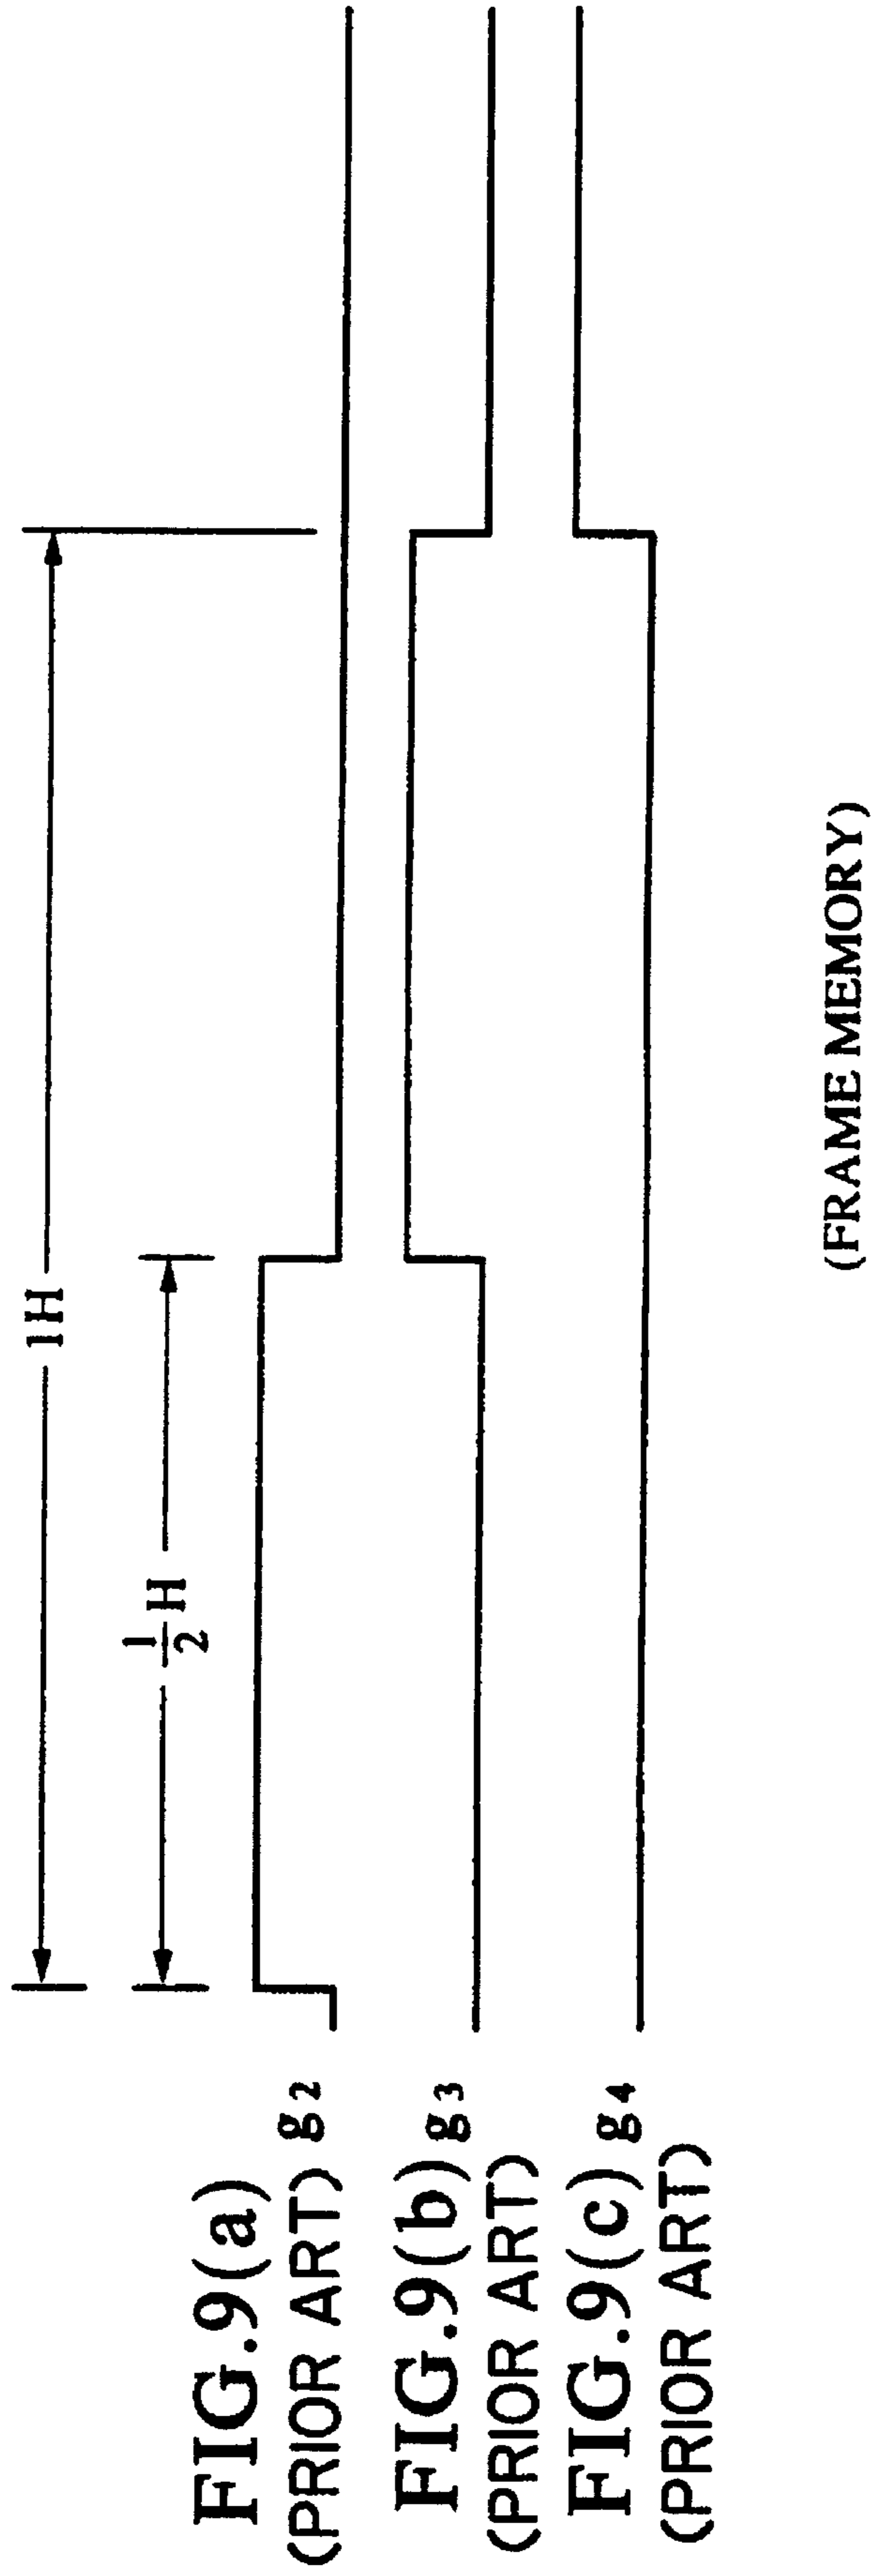 1H
1/2 H
FIG.9(a) g2
(PRIOR ART)
FIG.9(b) g3
(PRIOR ART)
FIG.9(c) g4
(PRIOR ART)
(FRAME MEMORY)